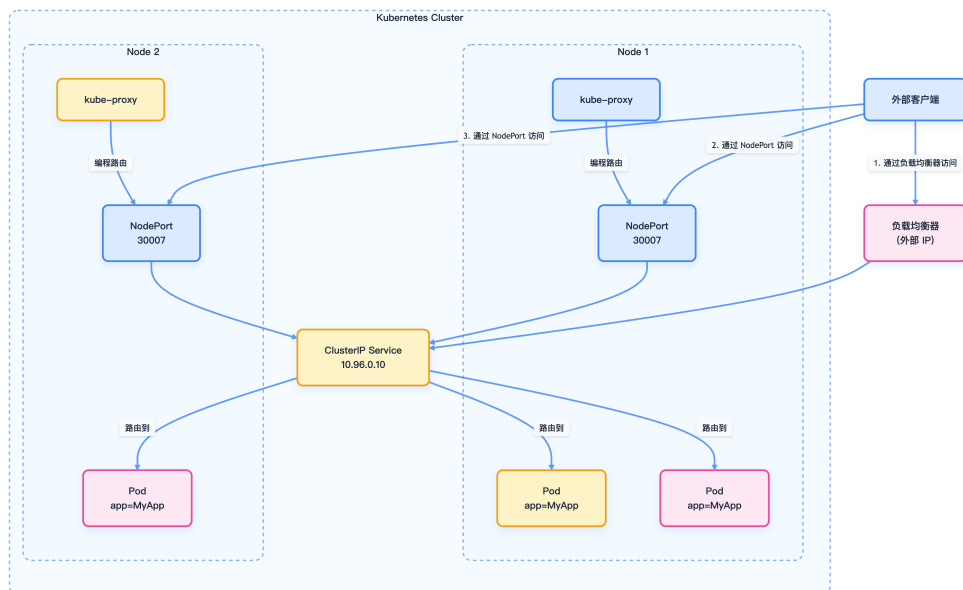 Kubernetes Cluster
Node 2
Node 1
kube-proxy
kube-proxy
外部客户端
3. 通过 NodePort 访问
2. 通过 NodePort 访问
编程路由
编程路由
1. 通过负载均衡器访问
NodePort
30007
NodePort
30007
负载均衡器
(外部 IP)
ClusterIP Service
10.96.0.10
路由到
路由到
路由到
Pod
app=MyApp
Pod
app=MyApp
Pod
app=MyApp